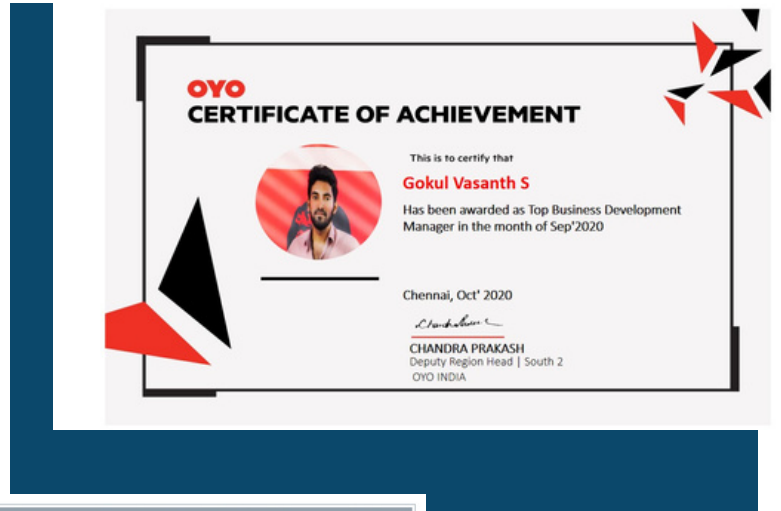 OYO
CERTIFICATE OF ACHIEVEMENT
This is to certify that
Gokul Vasanth S
Has been awarded as Top Business Development
Manager in the month of Sep'2020
Chennai, Oct' 2020
CHANDRA PRAKASH
Deputy Region Head | South 2
OYO INDIA